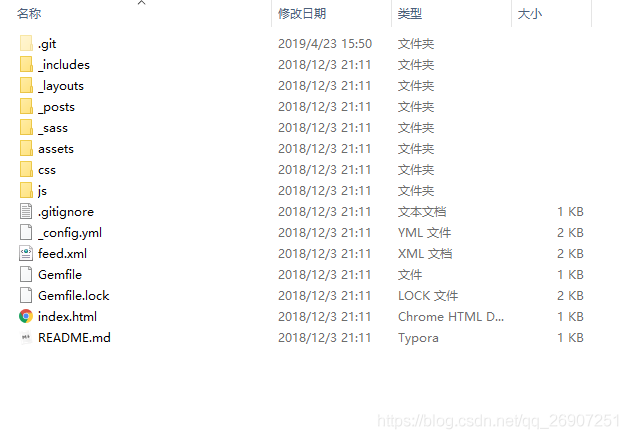 名称 修改日期 类型 大小
.git 2019/4/23 15:50 文件夹
_includes 2018/12/3 21:11 文件夹
_layouts 2018/12/3 21:11 文件夹
_posts 2018/12/3 21:11 文件夹
_sass 2018/12/3 21:11 文件夹
assets 2018/12/3 21:11 文件夹
css 2018/12/3 21:11 文件夹
js 2018/12/3 21:11 文件夹
.gitignore 2018/12/3 21:11 文本文档 1 KB
_config.yml 2018/12/3 21:11 YML 文件 2 KB
feed.xml 2018/12/3 21:11 XML 文档 2 KB
Gemfile 2018/12/3 21:11 文件 1 KB
Gemfile.lock 2018/12/3 21:11 LOCK 文件 2 KB
index.html 2018/12/3 21:11 Chrome HTML D... 1 KB
README.md 2018/12/3 21:11 Typora 1 KB
https://blog.csdn.net/qq_26907251